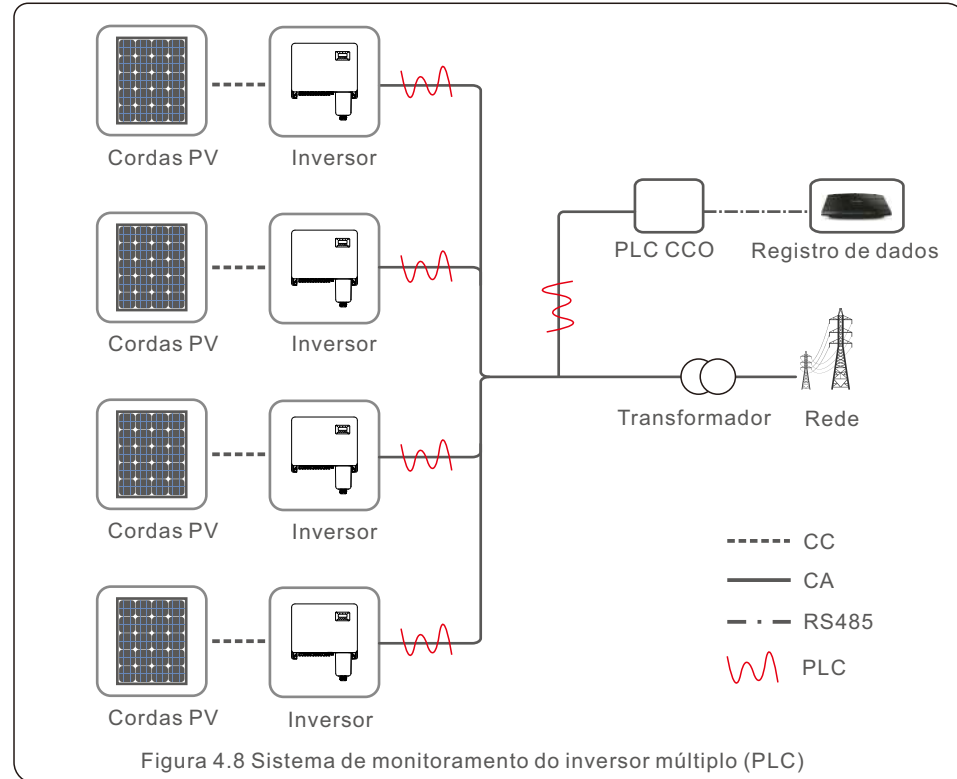 Cordas PV
Inversor
PLC CCO
Registro de dados
Cordas PV
Inversor
Transformador
Rede
Cordas PV
Inversor
CC
CA
RS485
PLC
Cordas PV
Inversor
Figura 4.8 Sistema de monitoramento do inversor múltiplo (PLC)